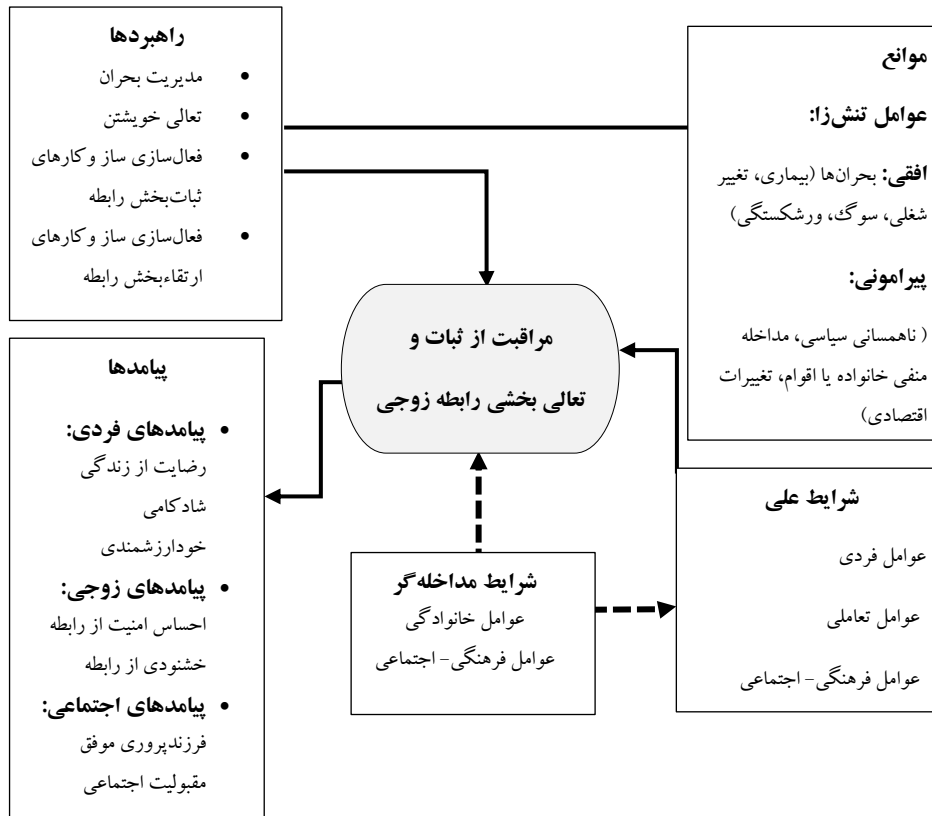 موانع
عوامل تنش‌زا:
افقی: بحران‌ها (بیماری، تغییر
شغلی، سوگ، ورشکستگی)
پیرامونی:
( ناهمسانی سیاسی، مداخله
منفی خانواده یا اقوام، تغییرات
اقتصادی)
راهبردها
• مدیریت بحران
• تعالی خویشتن
• فعال‌سازی ساز وکارهای
ثبات‌بخش رابطه
• فعال‌سازی ساز وکارهای
ارتقاءبخش رابطه
مراقبت از ثبات و
تعالی بخشی رابطه زوجی
شرایط علی
عوامل فردی
عوامل تعاملی
عوامل فرهنگی- اجتماعی
شرایط مداخله‌گر
عوامل خانوادگی
عوامل فرهنگی- اجتماعی
پیامدها
• پیامدهای فردی:
رضایت از زندگی
شادکامی
خودارزشمندی
• پیامدهای زوجی:
احساس امنیت از رابطه
خشنودی از رابطه
• پیامدهای اجتماعی:
فرزندپروری موفق
مقبولیت اجتماعی